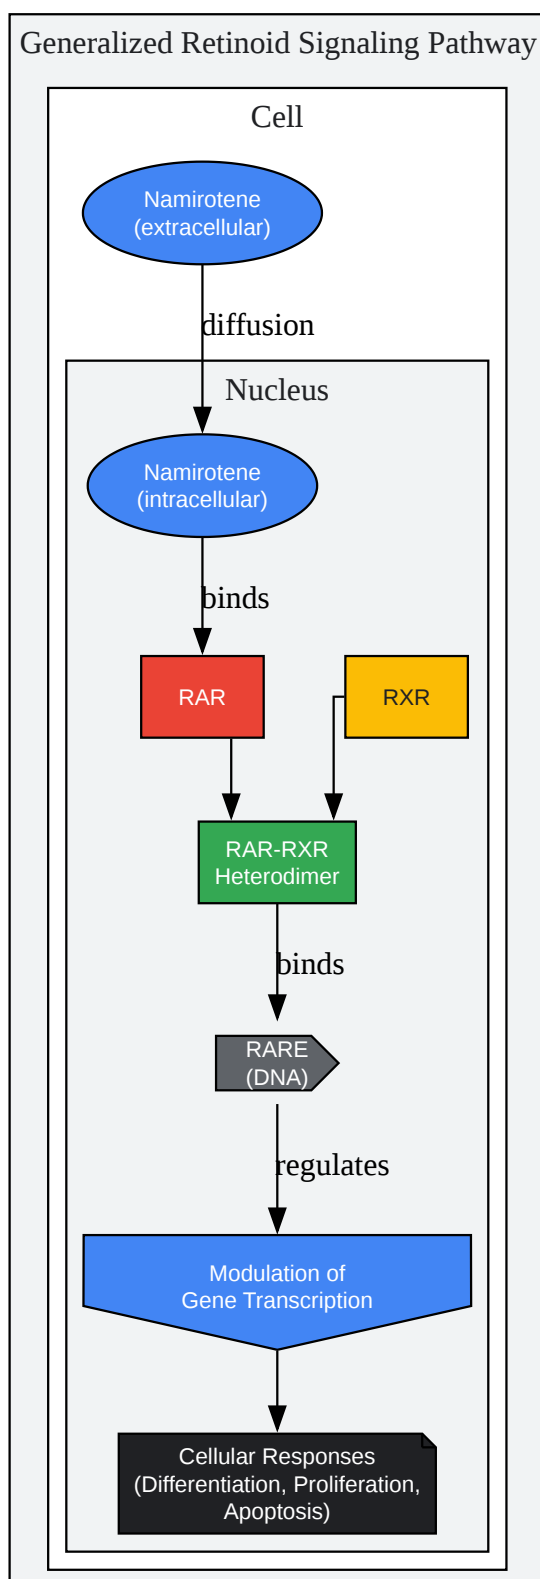 Generalized Retinoid Signaling Pathway
Cell
Namirotene
(extracellular)
diffusion
Nucleus
Namirotene
(intracellular)
binds
RAR
RXR
RAR-RXR
Heterodimer
binds
RARE
(DNA)
regulates
Modulation of
Gene Transcription
Cellular Responses
(Differentiation, Proliferation,
Apoptosis)